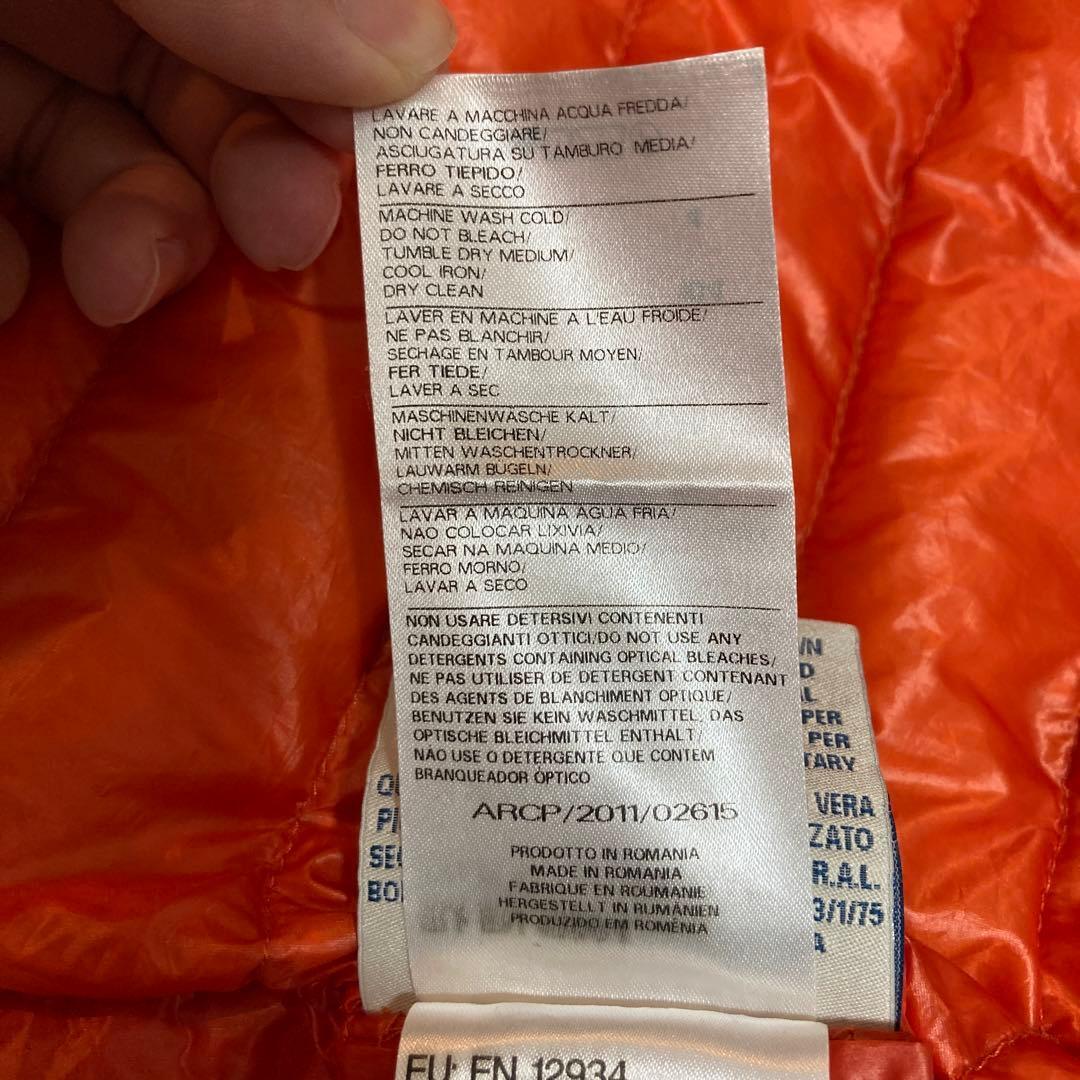 LAVARE A MACCHINA ACQUA FREDDA/
NON CANDEGGIARE/
ASCIUGATURA SU TAMBURO MEDIA/
FERRO TIEPIDO/
LAVARE A SECCO
MACHINE WASH COLD/
DO NOT BLEACH/
TUMBLE DRY MEDIUM/
COOL IRON/
DRY CLEAN
LAVER EN MACHINE A L'EAU FROIDE/
NE PAS BLANCHIR/
SECHAGE EN TAMBOUR MOYEN/
FER TIEDE/
LAVER A SEC
MASCHINENWÄSCHE KALT/
NICHT BLEICHEN/
MITTEN WASCHENTROCKNER/
LAUWARM BÜGELN/
CHEMISCH REINIGEN
LAVAR A MAQUINA AGUA FRIA/
NAO COLOCAR LIXIVIA/
SECAR NA MAQUINA MEDIO/
FERRO MORNO/
LAVAR A SECO
NON USARE DETERSIVI CONTENENTI
CANDEGGIANTI OTTICI/DO NOT USE ANY
DETERGENTS CONTAINING OPTICAL BLEACHES/
NE PAS UTILISER DE DETERGENT CONTENANT
DES AGENTS DE BLANCHIMENT OPTIQUE/
BENUTZEN SIE KEIN WASCHMITTEL, DAS
OPTISCHE BLEICHMITTEL ENTHALT/
NÃO USE O DETERGENTE QUE CONTEM
BRANQUEADOR ÓPTICO
ARCP/2011/02615
PRODOTTO IN ROMANIA
MADE IN ROMANIA
FABRIQUE EN ROUMANIE
HERGESTELLT IN RUMÄNIEN
PRODUZIDO EM ROMÉNIA
PER
PER
VERA
R.A.L.
3/1/75
EU: EN 12934